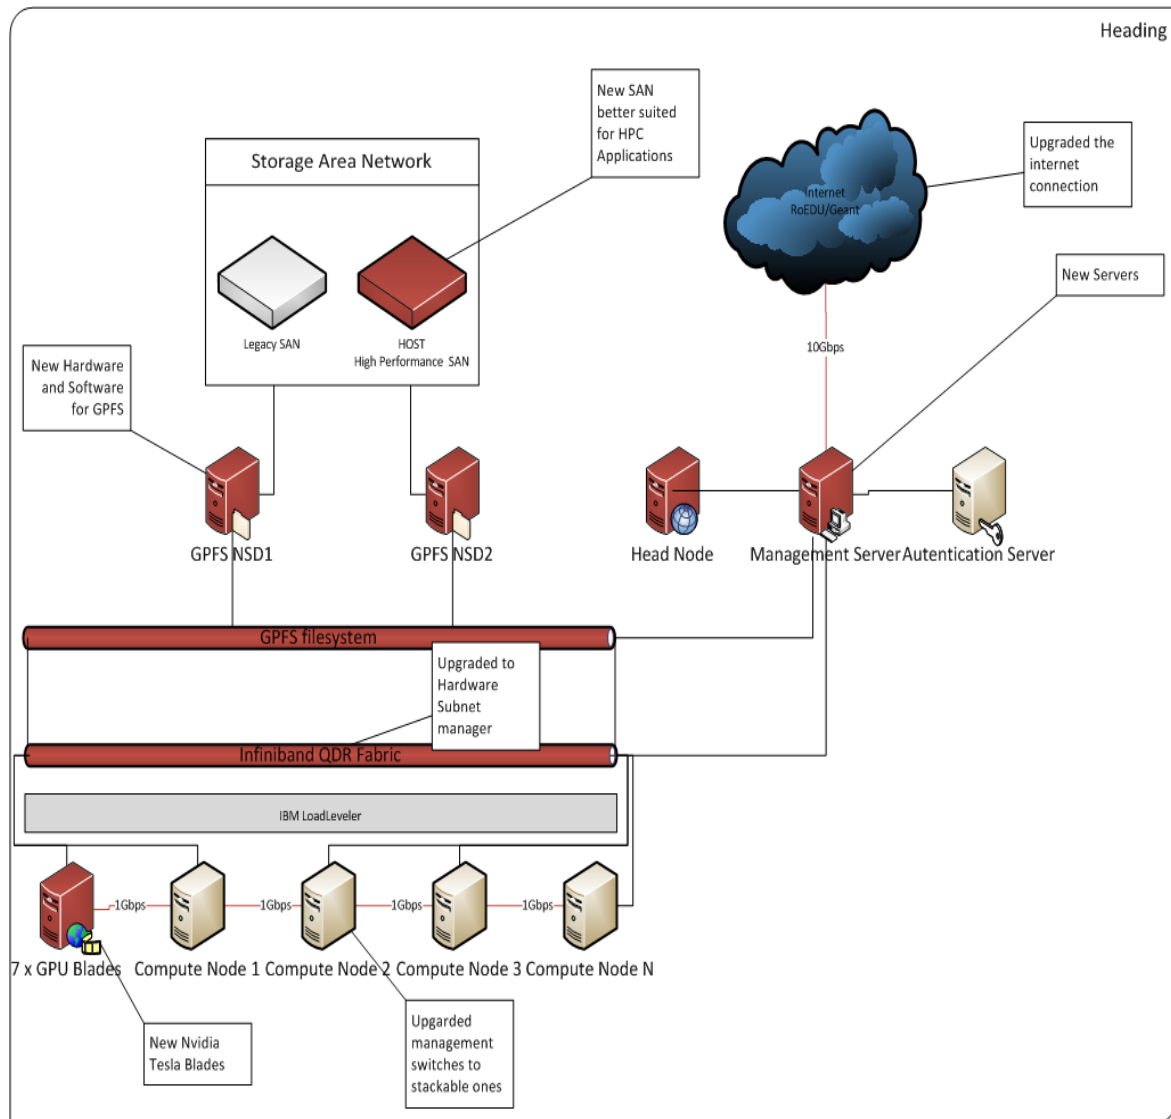 Heading
New SAN
better suited
for HPC
Applications
Storage Area Network
Upgraded the
internet
connection
Internet
RoEDU/Geant
New Servers
Legacy SAN
HOST
High Performance SAN
10Gbps
New Hardware
and Software
for GPFS
GPFS NSD1
GPFS NSD2
Head Node
Management Server
Autentication Server
GPFS filesystem
Upgraded to
Hardware
Subnet
manager
Infiniband QDR Fabric
IBM LoadLeveler
1Gbps
1Gbps
1Gbps
1Gbps
7 x GPU Blades
Compute Node 1
Compute Node 2
Compute Node 3
Compute Node N
New Nvidia
Tesla Blades
Upgarded
management
switches to
stackable ones